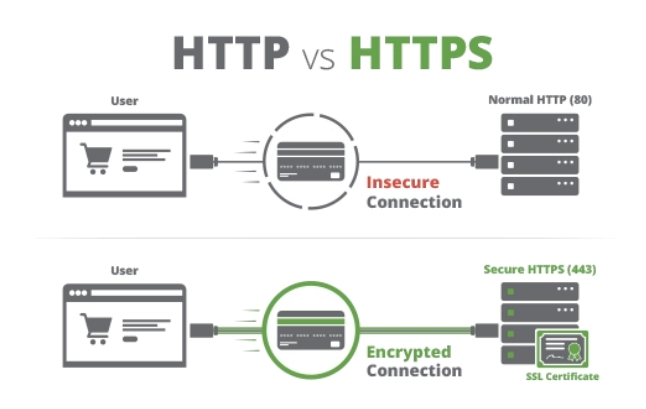 HTTP vs HTTPS
User
Normal HTTP (80)
Insecure
Connection
User
Secure HTTPS (443)
Encrypted
Connection
SSL Certificate